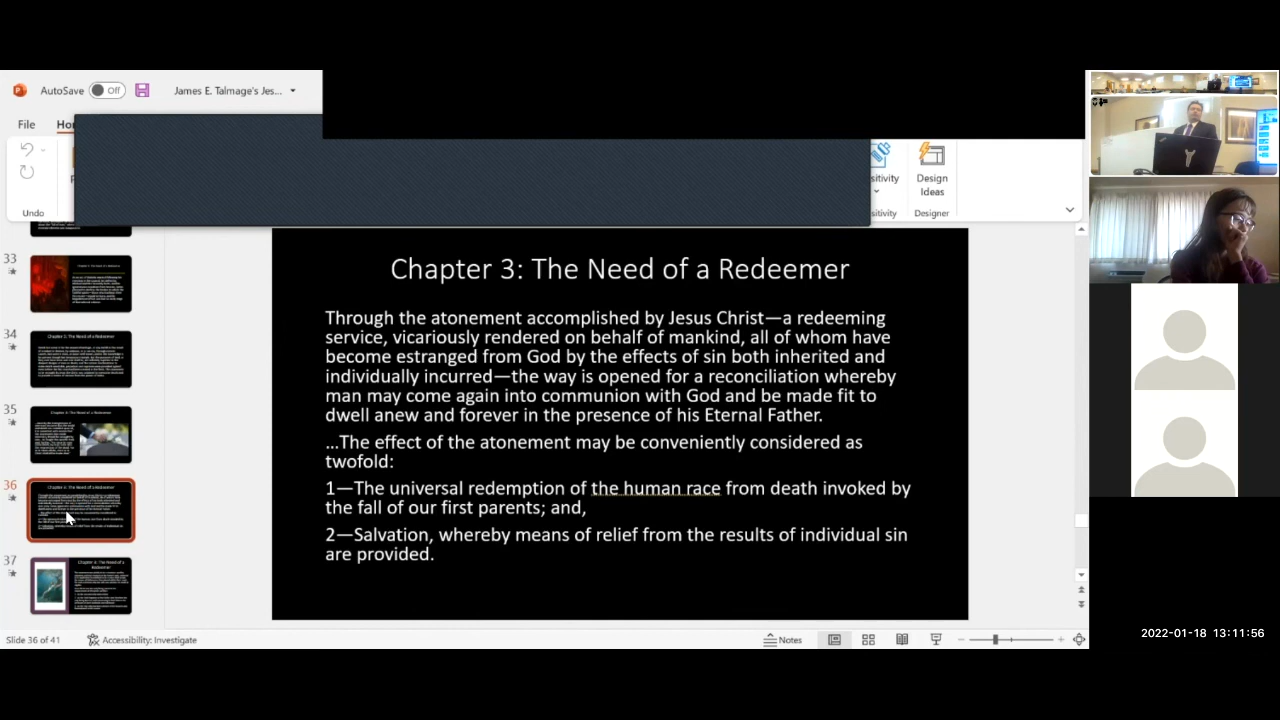 AutoSave
Off
James E. Talmage's Jes...
File
Hom
Undo
sitivity
Design
Ideas
sitivity
Designer
33
34
35
36
37
Chapter 3: The Need of a Redeemer
Through the atonement accomplished by Jesus Christ—a redeeming
service, vicariously rendered on behalf of mankind, all of whom have
become estranged from God by the effects of sin both inherited and
individually incurred—the way is opened for a reconciliation whereby
man may come again into communion with God and be made fit to
dwell anew and forever in the presence of his Eternal Father.
…The effect of the atonement may be conveniently considered as
twofold:
1—The universal redemption of the human race from death invoked by
the fall of our first parents; and,
2—Salvation, whereby means of relief from the results of individual sin
are provided.
Slide 36 of 41
Accessibility: Investigate
Notes
2022-01-18 13:11:56